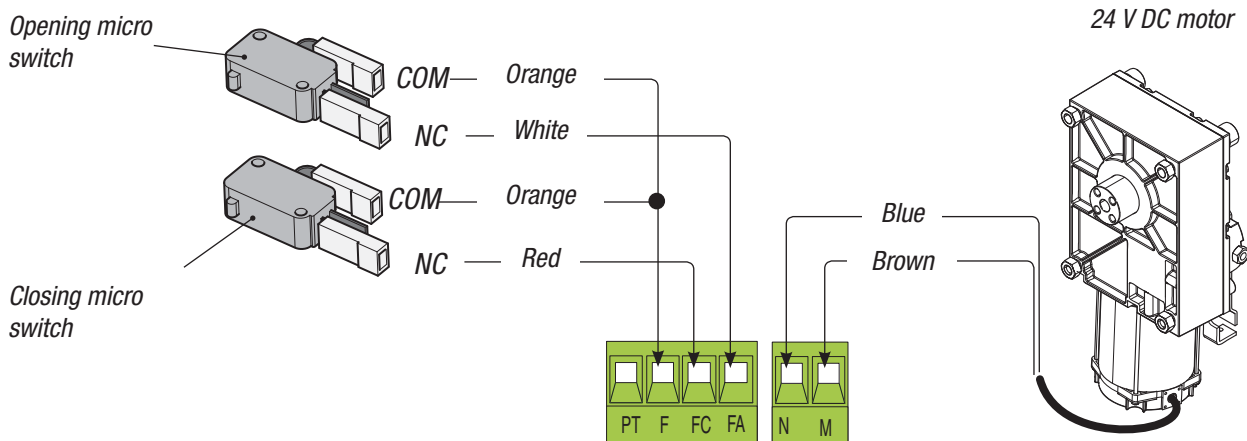 Opening micro
switch
24 V DC motor
COM
Orange
NC
White
COM
Orange
NC
Red
Blue
Brown
Closing micro
switch
PT F FC FA
N M